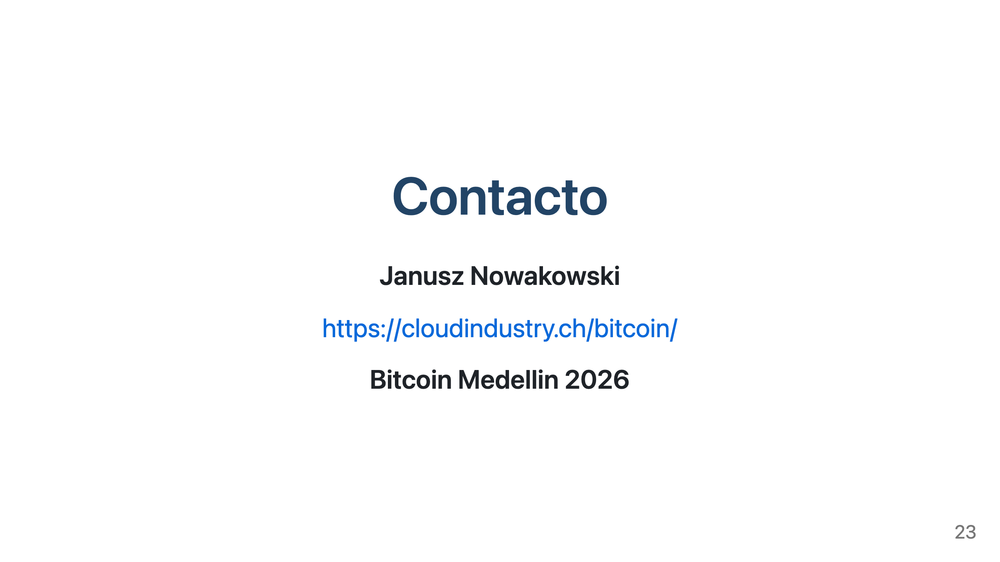 Contacto
Janusz Nowakowski
https://cloudindustry.ch/bitcoin/
Bitcoin Medellin 2026
23